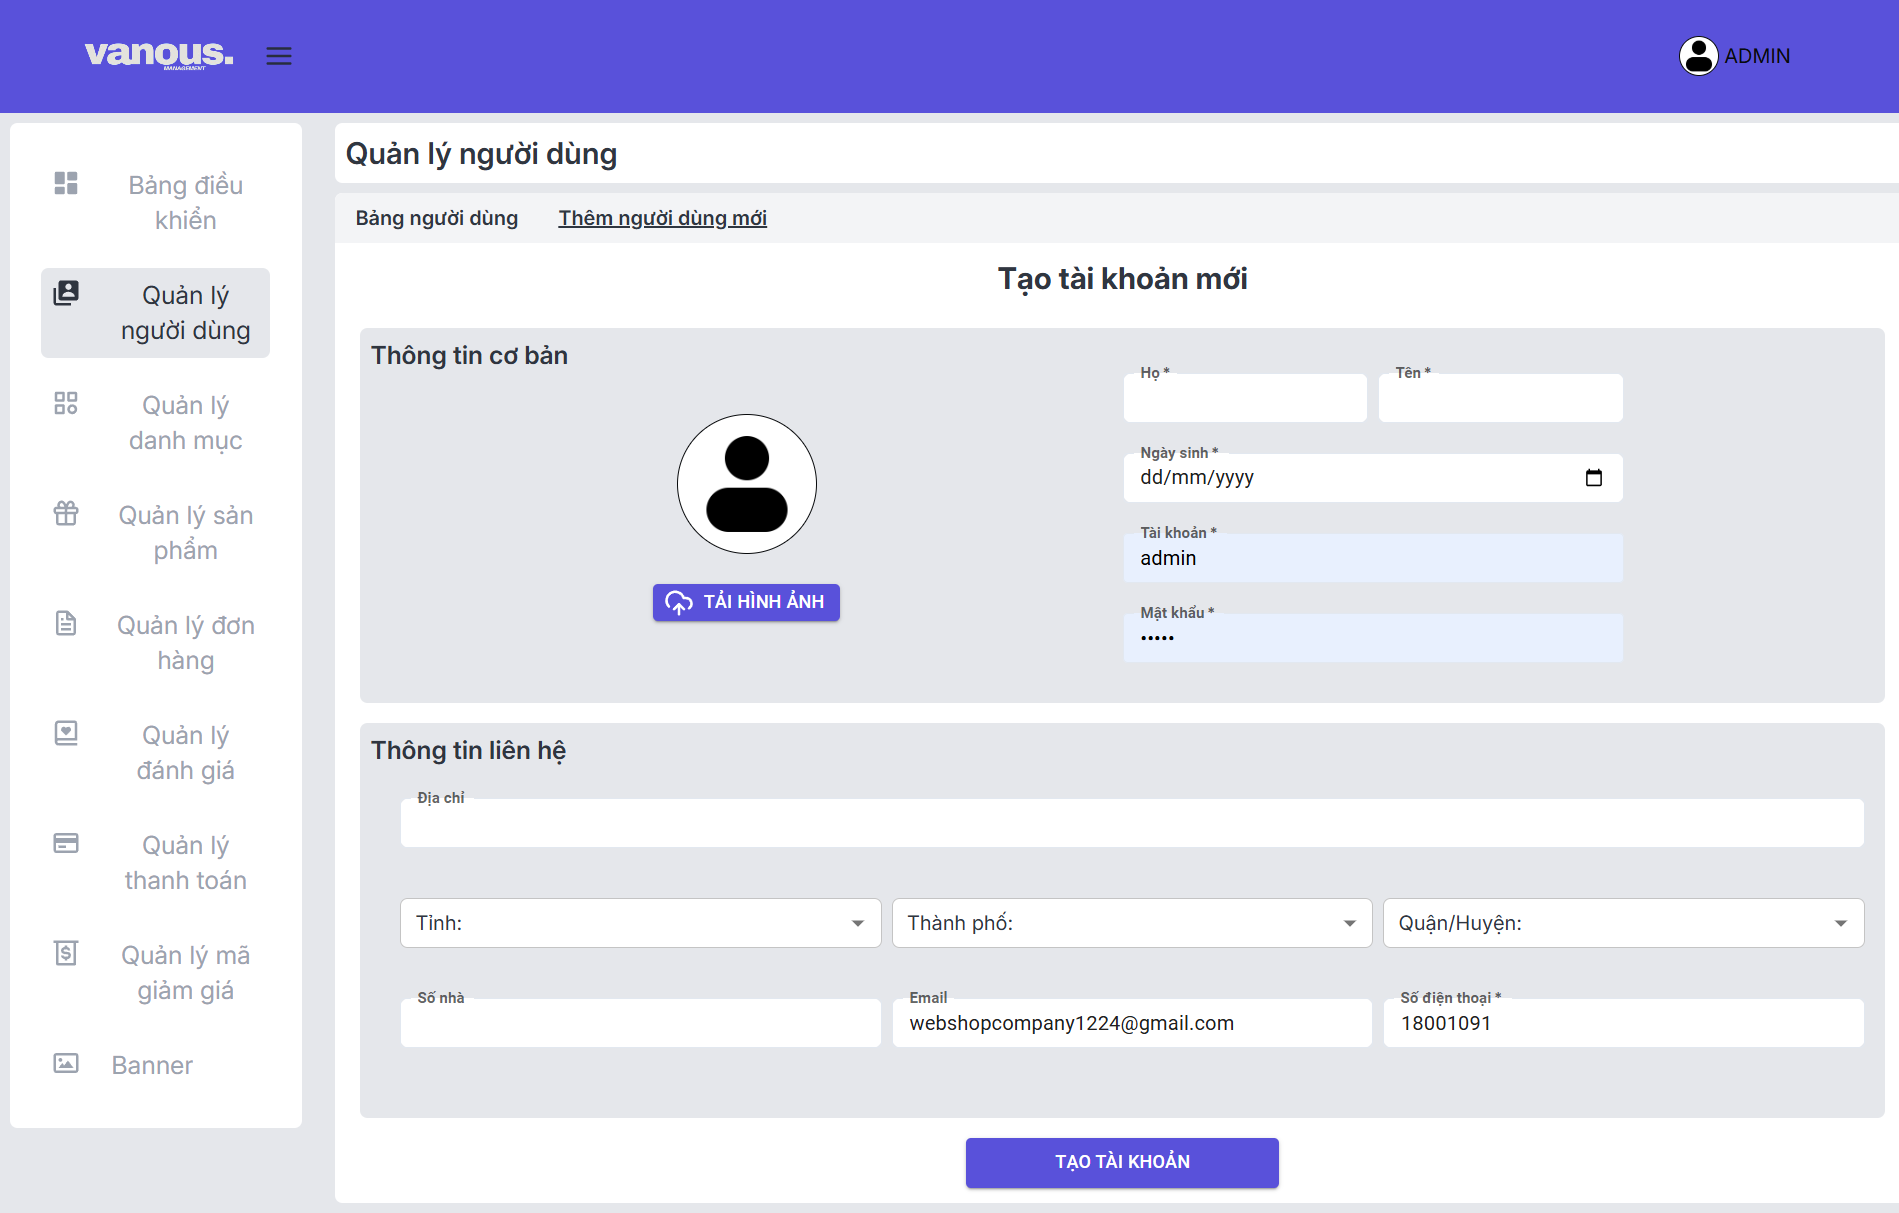 vanous.
MANAGEMENT
ADMIN
Bảng điều
khiển
Quản lý
người dùng
Quản lý
danh mục
Quản lý sản
phẩm
Quản lý đơn
hàng
Quản lý
đánh giá
Quản lý
thanh toán
Quản lý mã
giảm giá
Banner
Quản lý người dùng
Bảng người dùng
Thêm người dùng mới
Tạo tài khoản mới
Thông tin cơ bản
TẢI HÌNH ẢNH
Họ *
Tên *
Ngày sinh *
dd/mm/yyyy
Tài khoản *
admin
Mật khẩu *
•••••
Thông tin liên hệ
Địa chỉ
Tỉnh:
Thành phố:
Quận/Huyện:
Số nhà
Email
webshopcompany1224@gmail.com
Số điện thoại *
18001091
TẠO TÀI KHOẢN